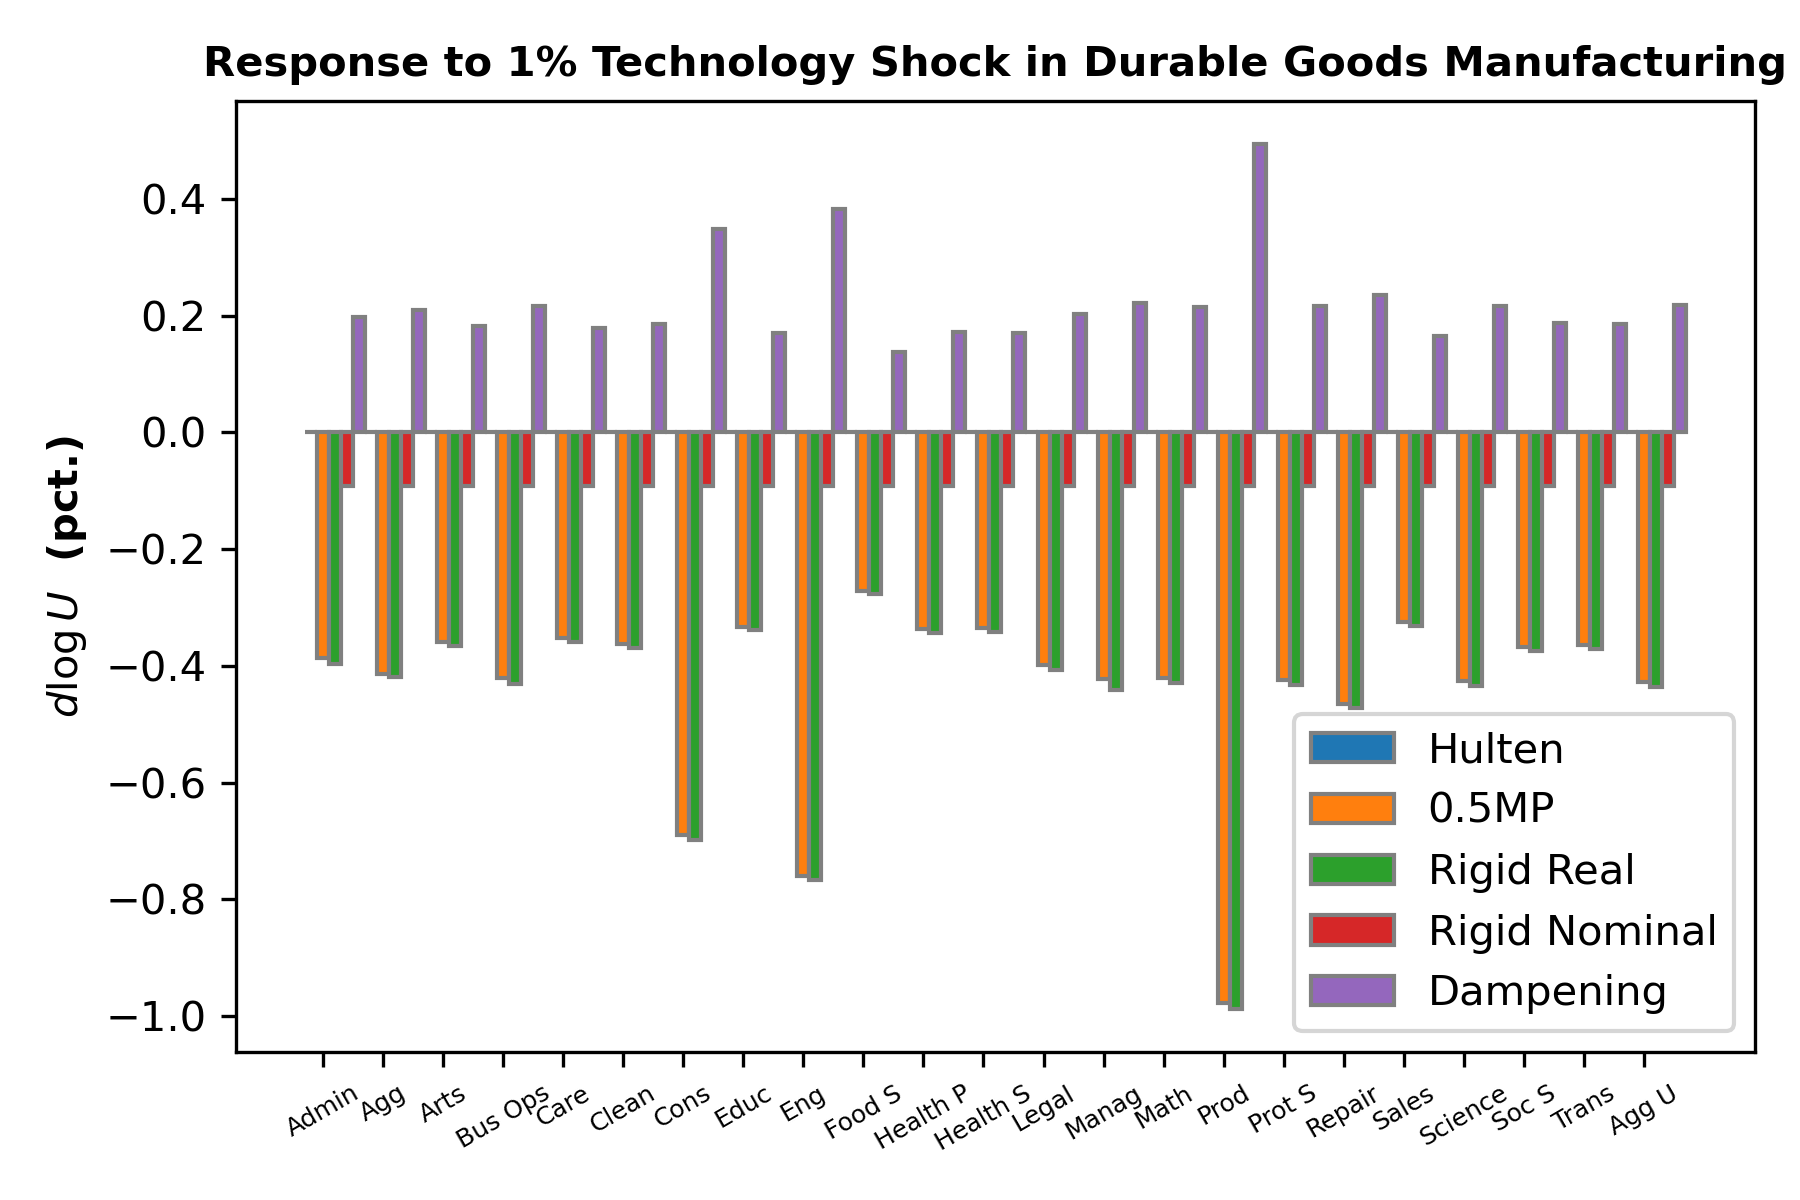 Response to 1% Technology Shock in Durable Goods Manufacturing
dlog U (pct.)
0.4
0.2
0.0
−0.2
−0.4
−0.6
−0.8
−1.0
Hulten
0.5MP
Rigid Real
Rigid Nominal
Dampening
Admin
Agg
Arts
Bus Ops
Care
Clean
Cons
Educ
Eng
Food S
Health P
Health S
Legal
Manag
Math
Prod
Prot S
Repair
Sales
Science
Soc S
Trans
Agg U